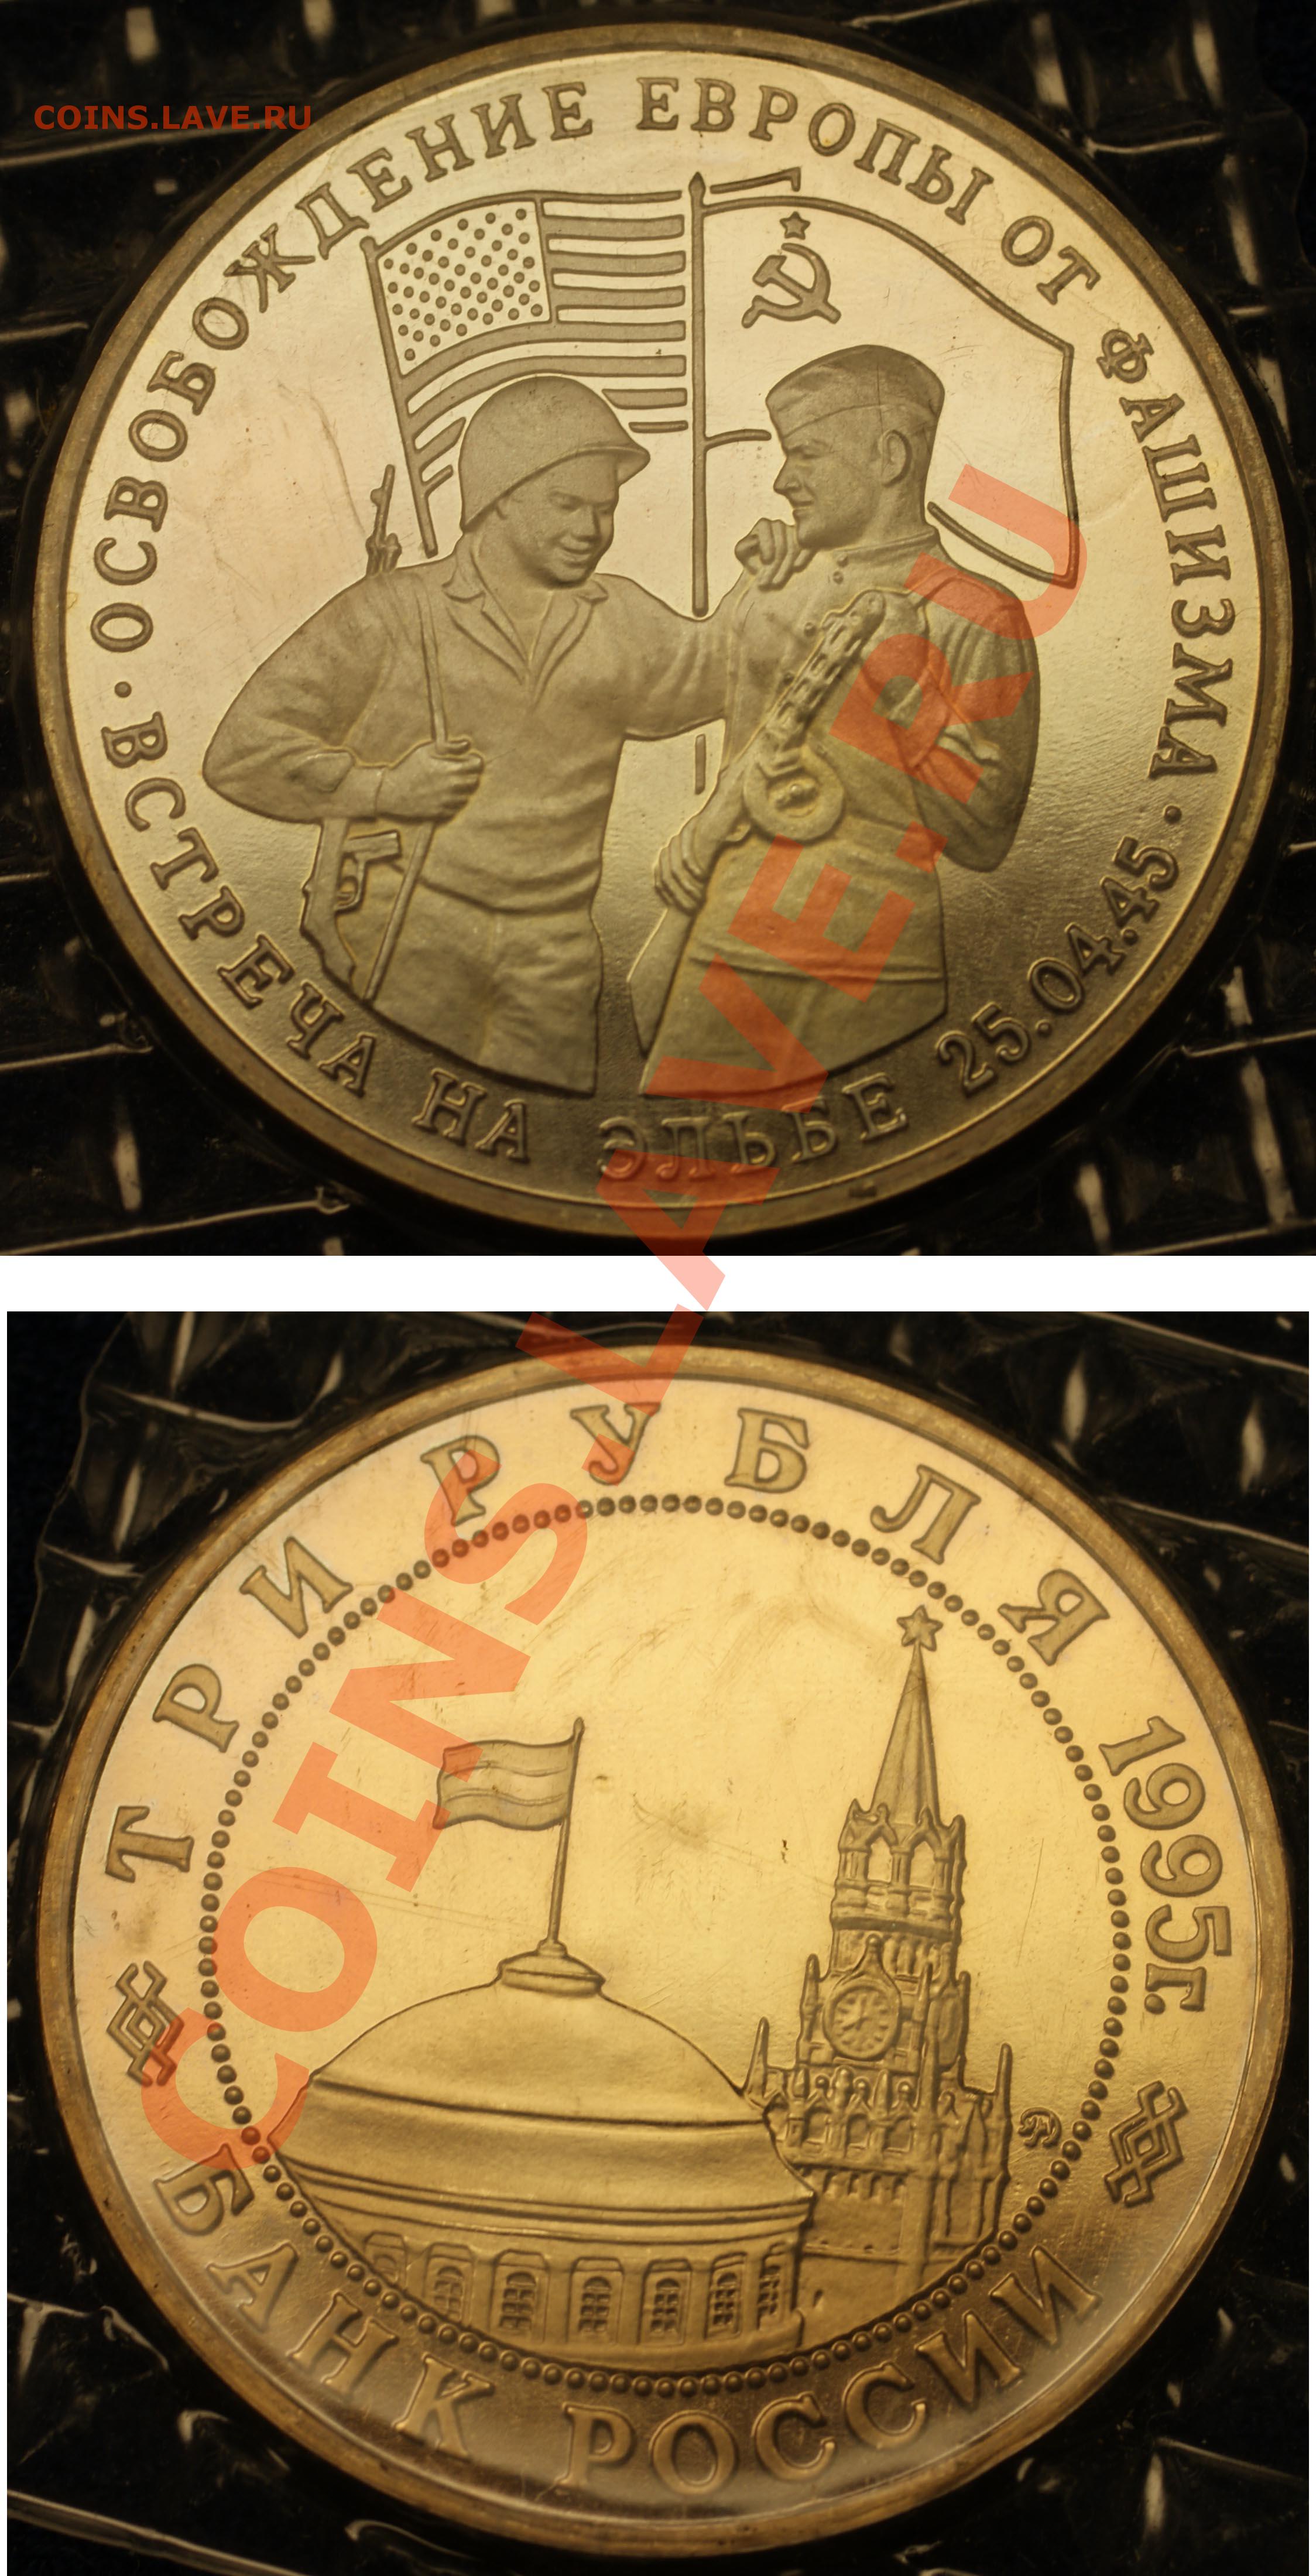 COINS.LAVE.RU
ОСВОБОЖДЕНИЕ ЕВРОПЫ ОТ ФАШИЗМА
ВСТРЕЧА НА ЭЛЬБЕ 25.04.45
COINS.LAVE.RU
ТРИ РУБЛЯ 1995г.
БАНК РОССИИ